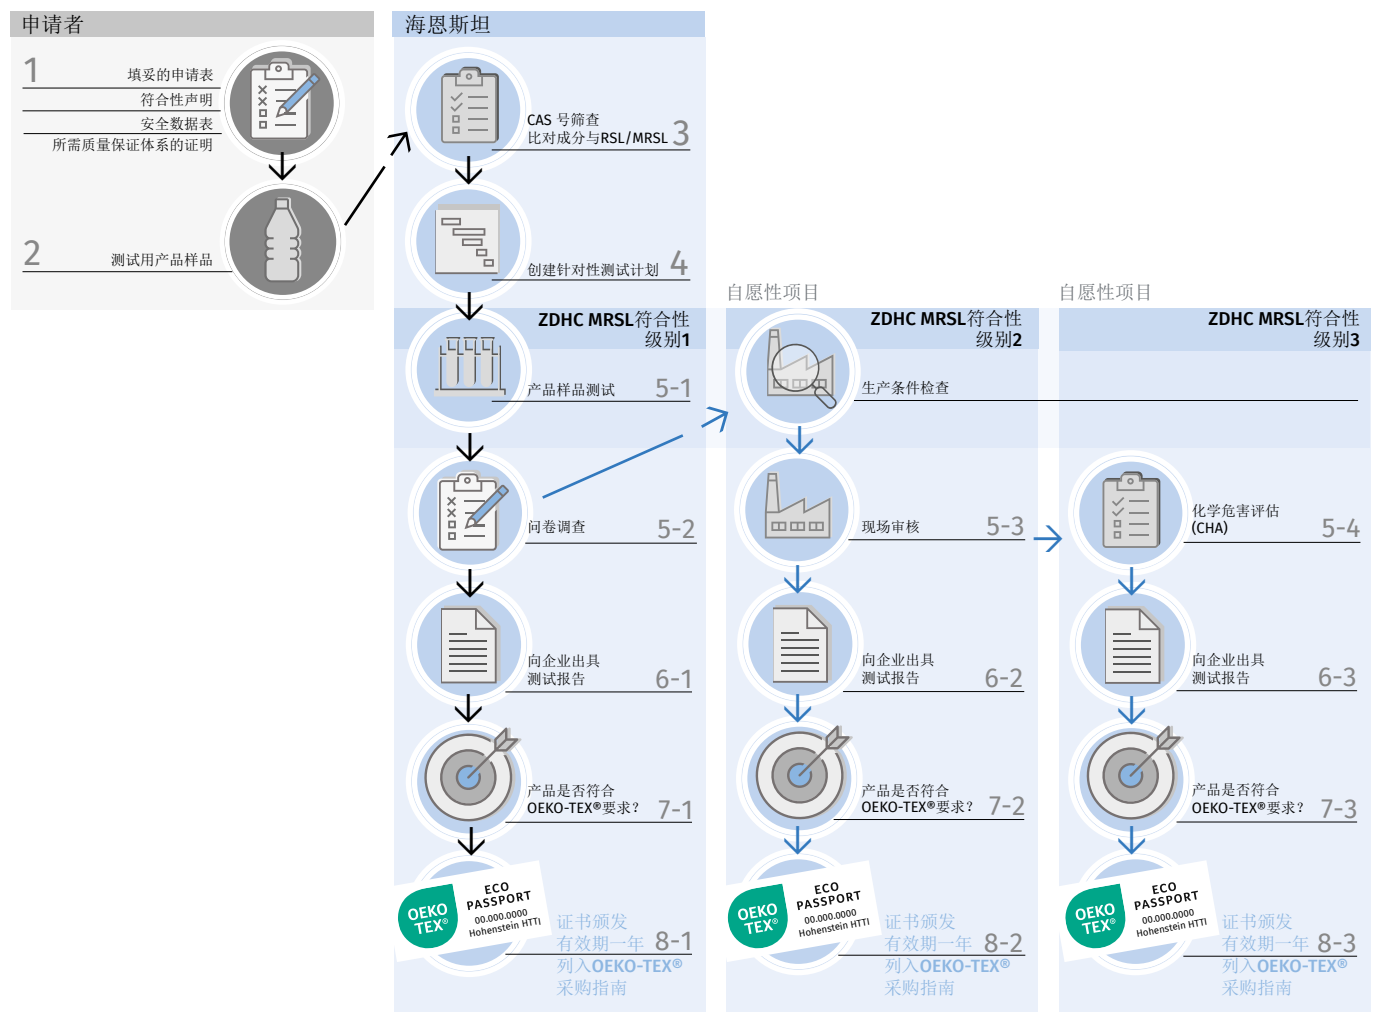 申请者
1
填妥的申请表
符合性声明
安全数据表
所需质量保证体系的证明
2
测试用产品样品
海恩斯坦
CAS 号筛查
比对成分与RSL/MRSL
3
创建针对性测试计划
4
ZDHC MRSL符合性
级别1
产品样品测试
5-1
问卷调查
5-2
向企业出具
测试报告
6-1
产品是否符合
OEKO-TEX®要求?
7-1
OEKO
TEX®
ECO
PASSPORT
00.000.0000
Hohenstein HTTI
证书颁发
有效期一年
列入OEKO-TEX®
采购指南
8-1
自愿性项目
ZDHC MRSL符合性
级别2
生产条件检查
现场审核
5-3
向企业出具
测试报告
6-2
产品是否符合
OEKO-TEX®要求?
7-2
OEKO
TEX®
ECO
PASSPORT
00.000.0000
Hohenstein HTTI
证书颁发
有效期一年
列入OEKO-TEX®
采购指南
8-2
自愿性项目
ZDHC MRSL符合性
级别3
化学危害评估
(CHA)
5-4
向企业出具
测试报告
6-3
产品是否符合
OEKO-TEX®要求?
7-3
OEKO
TEX®
ECO
PASSPORT
00.000.0000
Hohenstein HTTI
证书颁发
有效期一年
列入OEKO-TEX®
采购指南
8-3